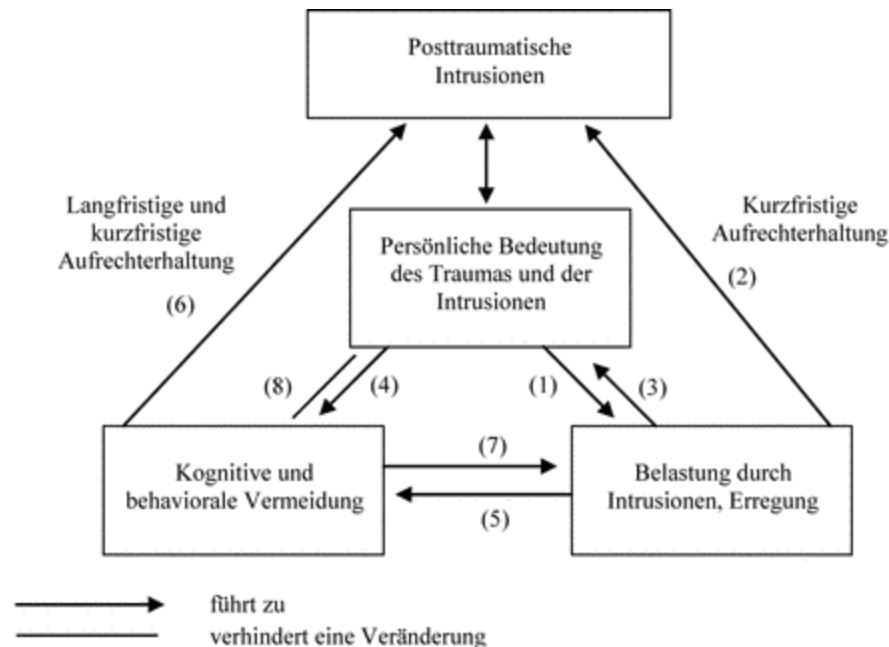 Posttraumatische
Intrusionen
Langfristige und
kurzfristige
Aufrechterhaltung
(6)
Kurzfristige
Aufrechterhaltung
(2)
Persönliche Bedeutung
des Traumas und der
Intrusionen
(8)
(4)
(1)
(3)
Kognitive und
behaviorale Vermeidung
(7)
(5)
Belastung durch
Intrusionen, Erregung
führt zu
verhindert eine Veränderung